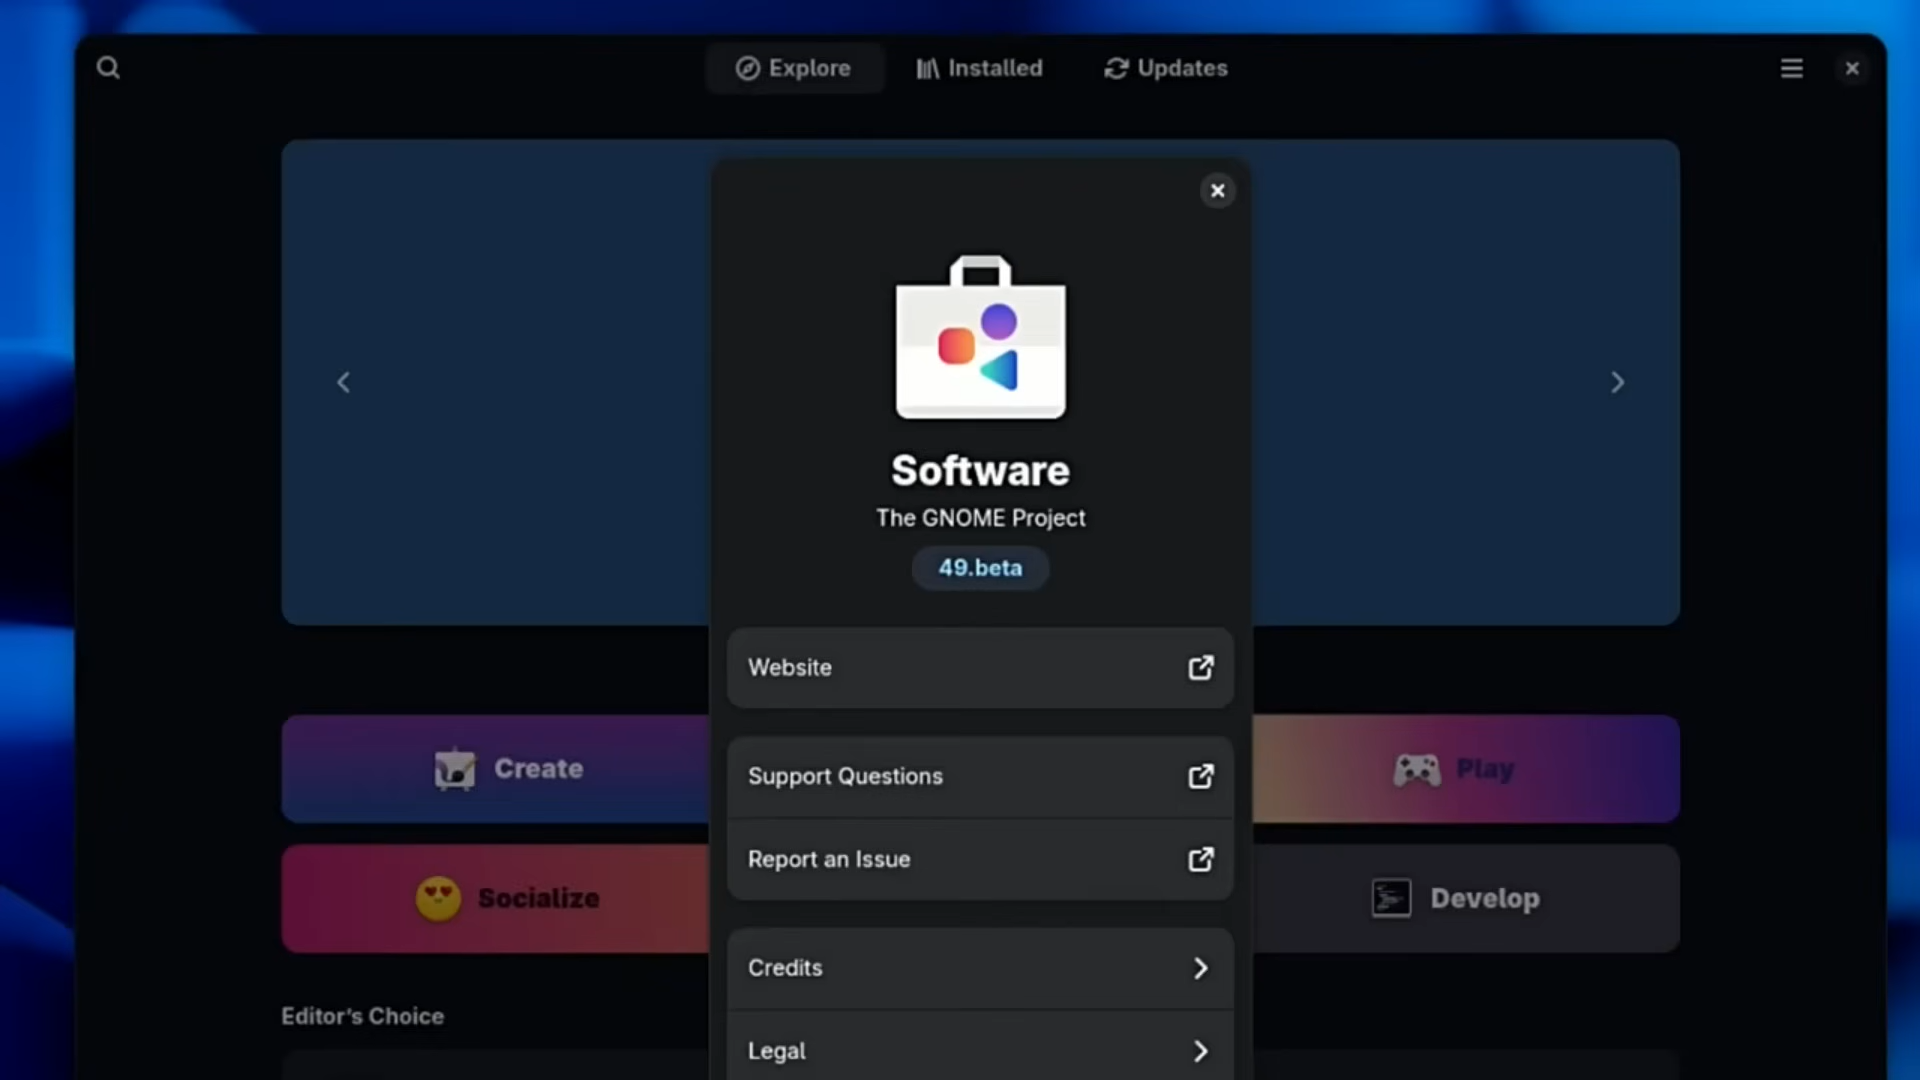 Explore
Installed
Updates
Software
The GNOME Project
49.beta
Website
Support Questions
Report an Issue
Credits
Legal
Create
Play
Socialize
Develop
Editor's Choice